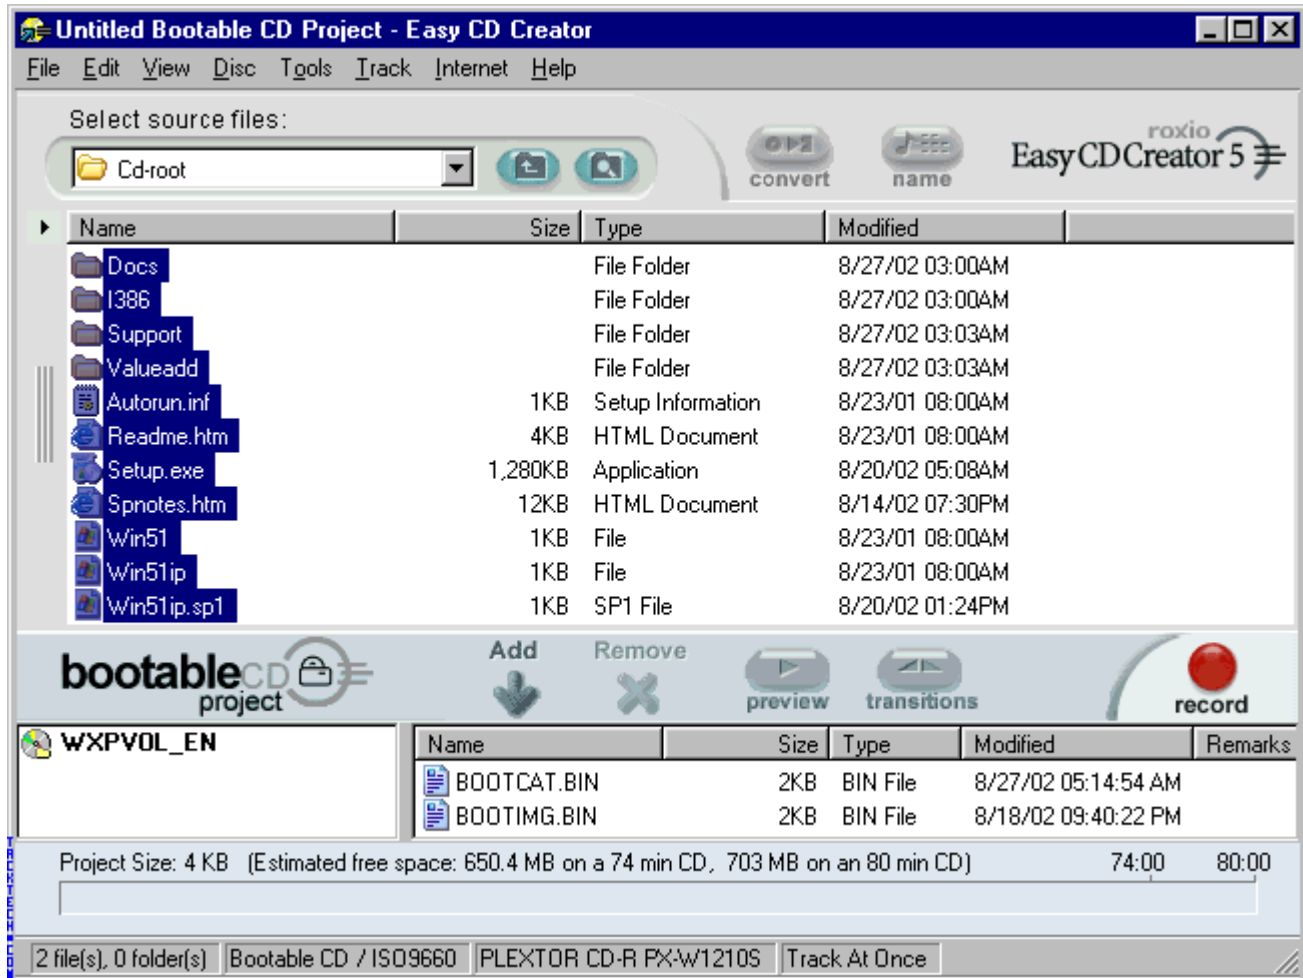 Untitled Bootable CD Project - Easy CD Creator
File Edit View Disc Tools Track Internet Help
Select source files:
Cd-root
convert
name
roxio
Easy CD Creator 5
Name Size Type Modified
Docs File Folder 8/27/02 03:00AM
I386 File Folder 8/27/02 03:00AM
Support File Folder 8/27/02 03:03AM
Valueadd File Folder 8/27/02 03:03AM
Autorun.inf 1KB Setup Information 8/23/01 08:00AM
Readme.htm 4KB HTML Document 8/23/01 08:00AM
Setup.exe 1,280KB Application 8/20/02 05:08AM
Spnotes.htm 12KB HTML Document 8/14/02 07:30PM
Win51 1KB File 8/23/01 08:00AM
Win51ip 1KB File 8/23/01 08:00AM
Win51ip.sp1 1KB SP1 File 8/20/02 01:24PM
bootable CD
project
Add
Remove
preview
transitions
record
WXPVOL_EN
Name Size Type Modified Remarks
BOOTCAT.BIN 2KB BIN File 8/27/02 05:14:54 AM
BOOTIMG.BIN 2KB BIN File 8/18/02 09:40:22 PM
Project Size: 4 KB (Estimated free space: 650.4 MB on a 74 min CD, 703 MB on an 80 min CD) 74:00 80:00
2 file(s), 0 folder(s) Bootable CD / ISO9660 PLEXTOR CD-R PX-W1210S Track At Once